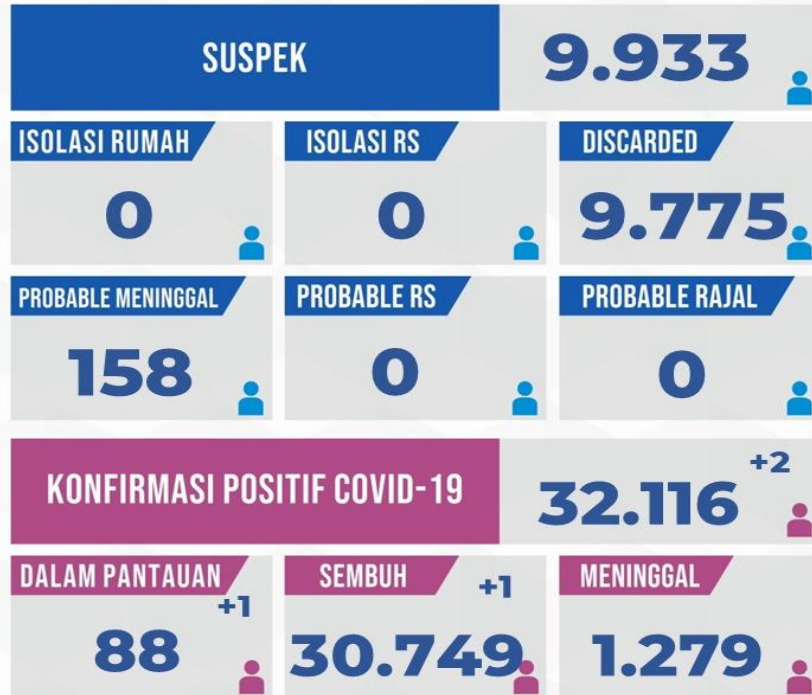 SUSPEK 9.933
ISOLASI RUMAH ISOLASI RS DISCARDED
0 0 9.775
PROBABLE MENINGGAL PROBABLE RS PROBABLE RAJAL
158 0 0
KONFIRMASI POSITIF COVID-19 32.116 +2
DALAM PANTAUAN SEMBUH MENINGGAL
+1 +1
88 30.749 1.279